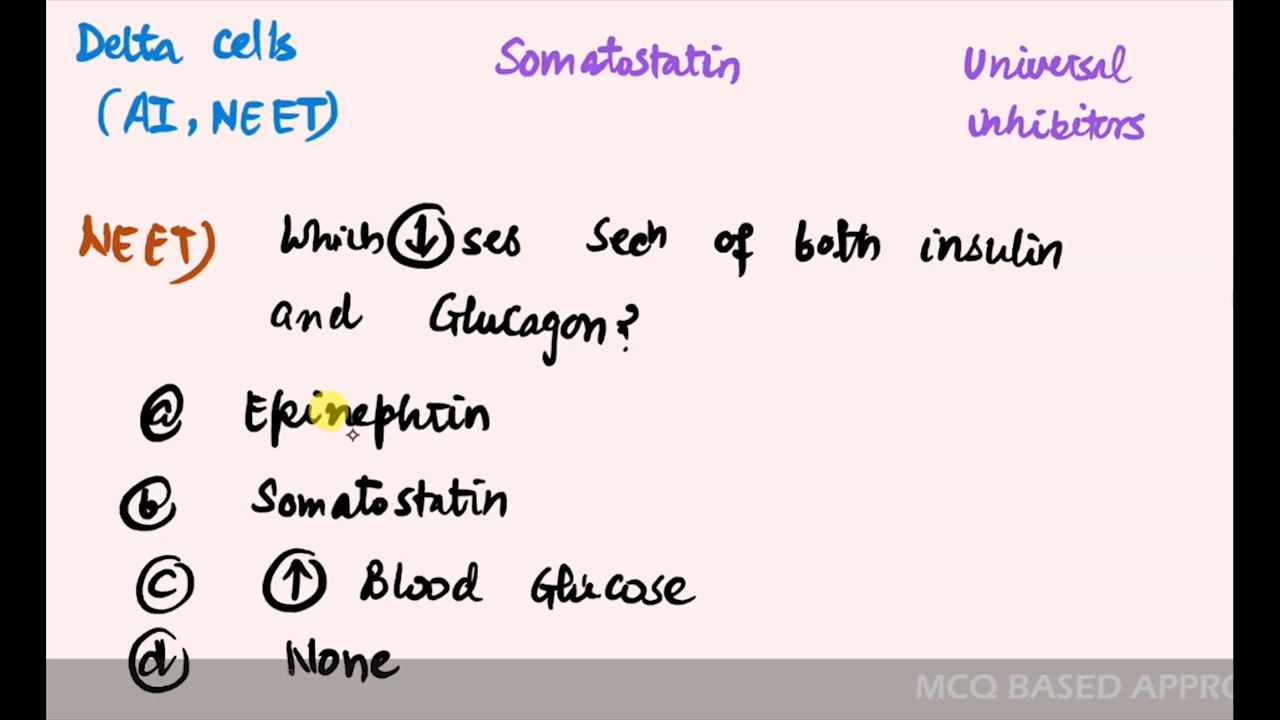 Delta cells Somatostatin Universal
(AI, NEET) inhibitors
NEET) Which ↓ses Secn of both insulin
and Glucagon?
a Epinephrin
b Somatostatin
c ↑ Blood Glucose
d None
MCQ BASED APPRO